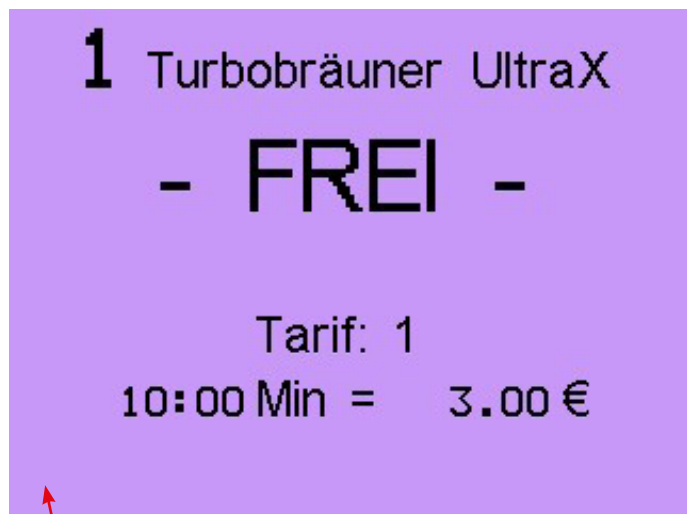 1 Turbobräuner UltraX
- FREI -
Tarif: 1
10:00 Min = 3.00 €